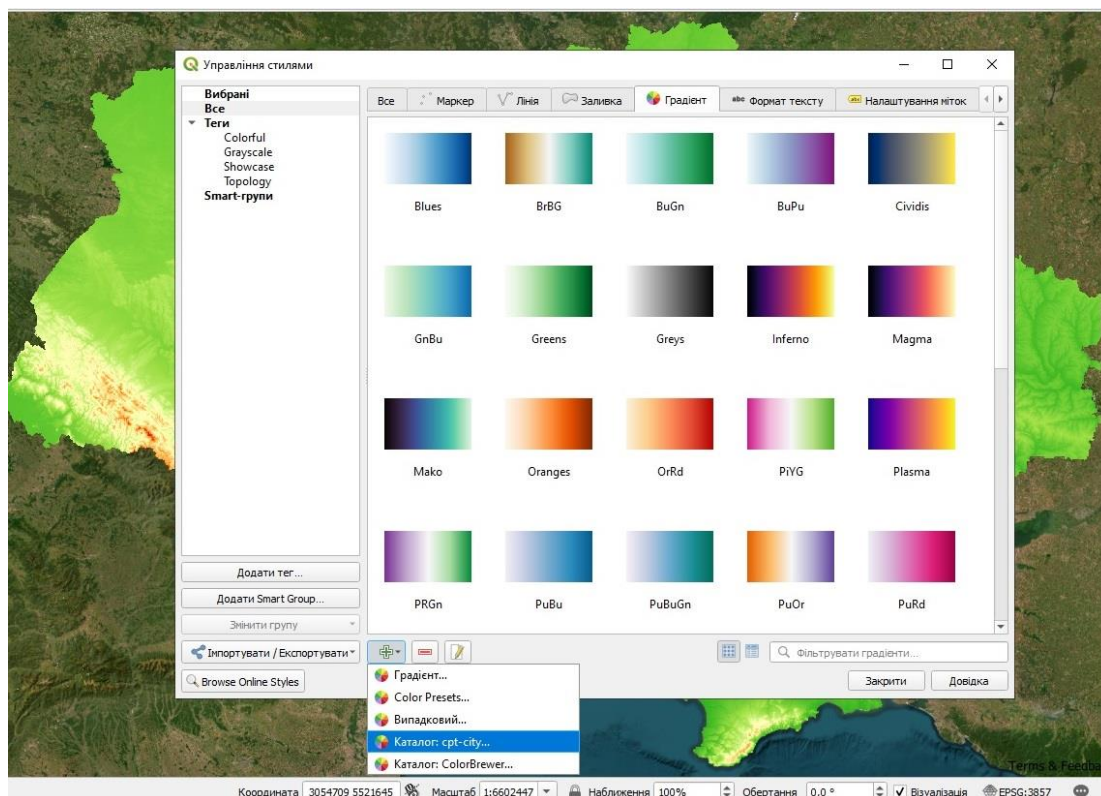 Управління стилями
Вибрані
Все
Теги
Colorful
Grayscale
Showcase
Topology
Smart-групи
Все
Маркер
Лінія
Заливка
Градієнт
abc Формат тексту
abc Налаштування міток
Blues
BrBG
BuGn
BuPu
Cividis
GnBu
Greens
Greys
Inferno
Magma
Mako
Oranges
OrRd
PiYG
Plasma
PRGn
PuBu
PuBuGn
PuOr
PuRd
Додати тег...
Додати Smart Group...
Змінити групу
Імпортувати / Експортувати
Фільтрувати градієнти...
Browse Online Styles
Закрити
Довідка
Градієнт...
Color Presets...
Випадковий...
Каталог: cpt-city...
Каталог: ColorBrewer...
Terms & Feedba
Координата 3054709 5521645 Масштаб 1:6602447 Наближення 100% Обертання 0,0 ° Візуалізація EPSG:3857